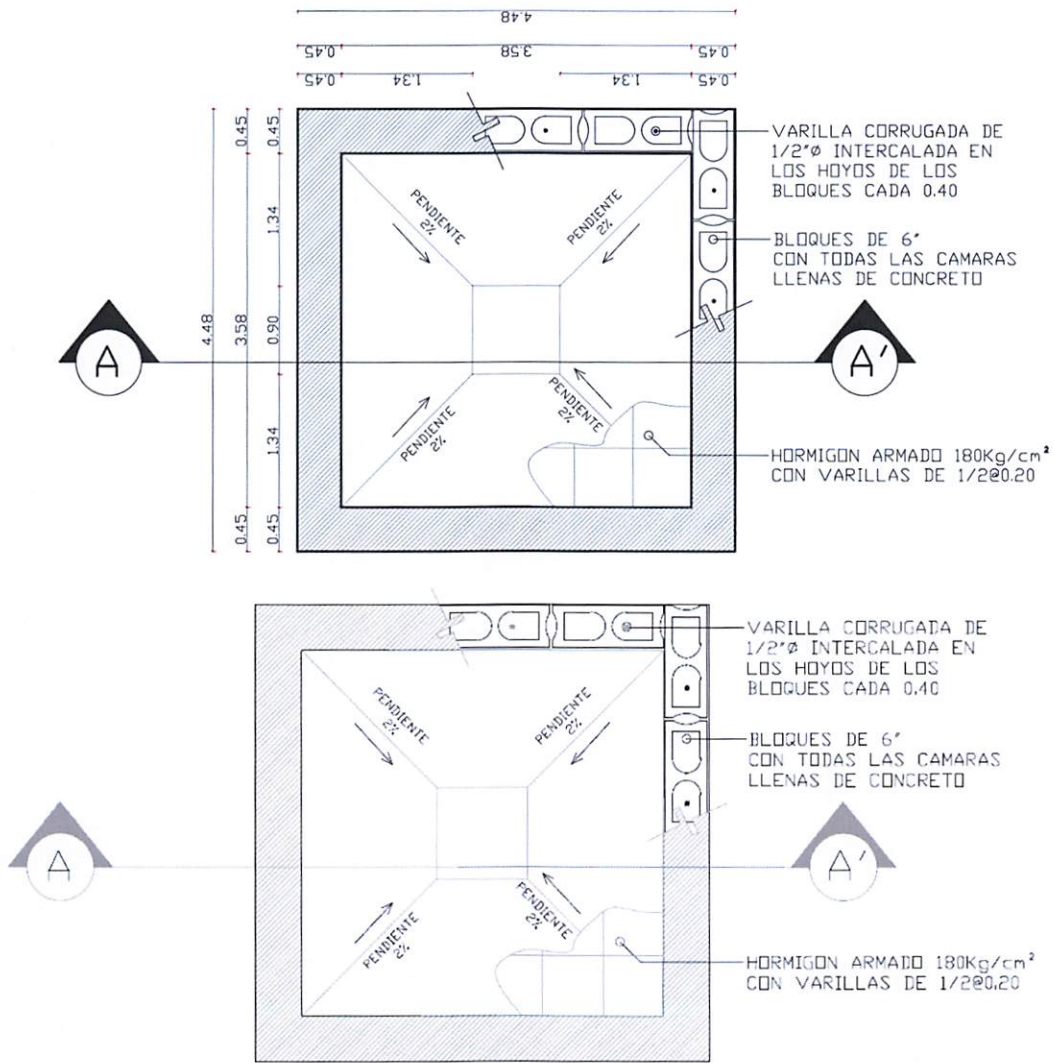 4.48
0.45 3.58 0.45
0.45 1.34 1.34 0.45
4.48
0.45 3.58 0.45
0.45 1.34 0.90 1.34 0.45
PENDIENTE
2%
PENDIENTE
2%
PENDIENTE
2%
PENDIENTE
2%
A
A'
VARILLA CORRUGADA DE
1/2"Ø INTERCALADA EN
LOS HOYOS DE LOS
BLOQUES CADA 0.40
BLOQUES DE 6"
CON TODAS LAS CAMARAS
LLENAS DE CONCRETO
HORMIGON ARMADO 180Kg/cm²
CON VARILLAS DE 1/2@0.20
PENDIENTE
2%
PENDIENTE
2%
PENDIENTE
2%
PENDIENTE
2%
A
A'
VARILLA CORRUGADA DE
1/2"Ø INTERCALADA EN
LOS HOYOS DE LOS
BLOQUES CADA 0.40
BLOQUES DE 6"
CON TODAS LAS CAMARAS
LLENAS DE CONCRETO
HORMIGON ARMADO 180Kg/cm²
CON VARILLAS DE 1/2@0.20